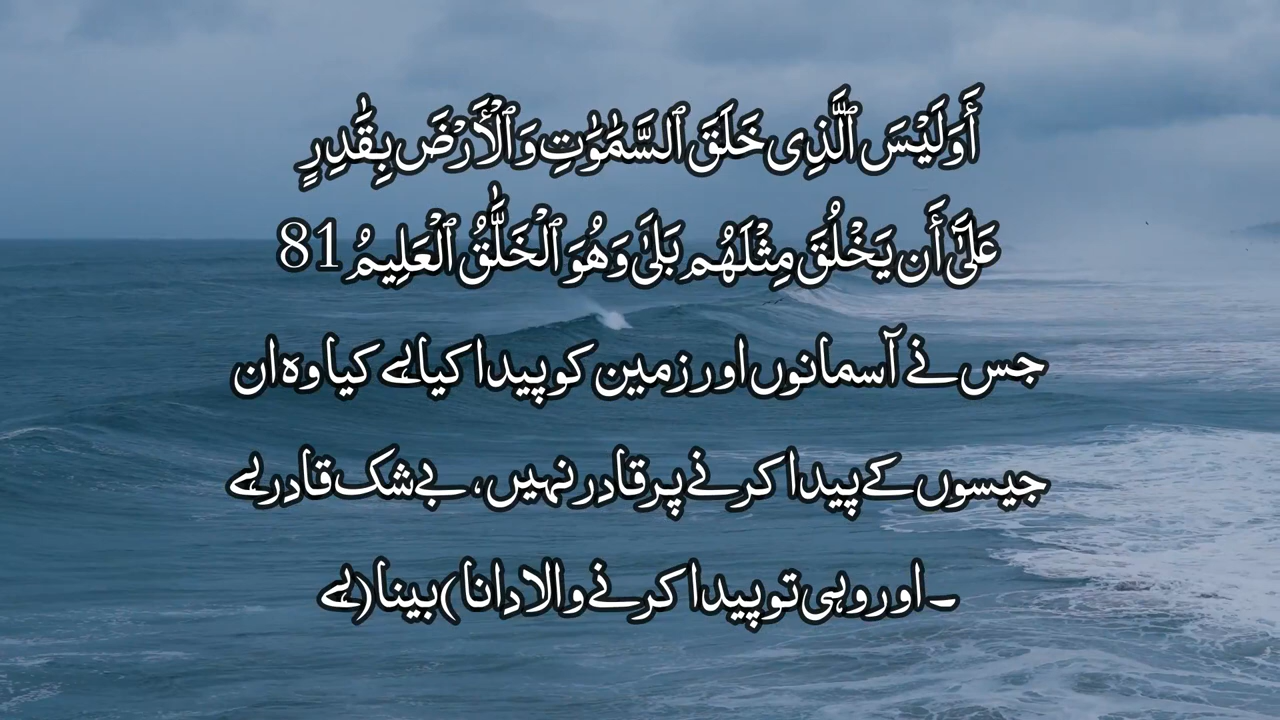 أَوَلَيْسَ ٱلَّذِى خَلَقَ ٱلسَّمَٰوَٰتِ وَٱلْأَرْضَ بِقَٰدِرٍ
عَلَىٰٓ أَن يَخْلُقَ مِثْلَهُم بَلَىٰ وَهُوَ ٱلْخَلَّٰقُ ٱلْعَلِيمُ 81
جس نے آسمانوں اور زمین کو پیدا کیا ہے کیا وہ ان
جیسوں کے پیدا کرنے پر قادر نہیں، بے شک قادر ہے
۔ اور وہی تو پیدا کرنے والا دانا)بینا(ہے